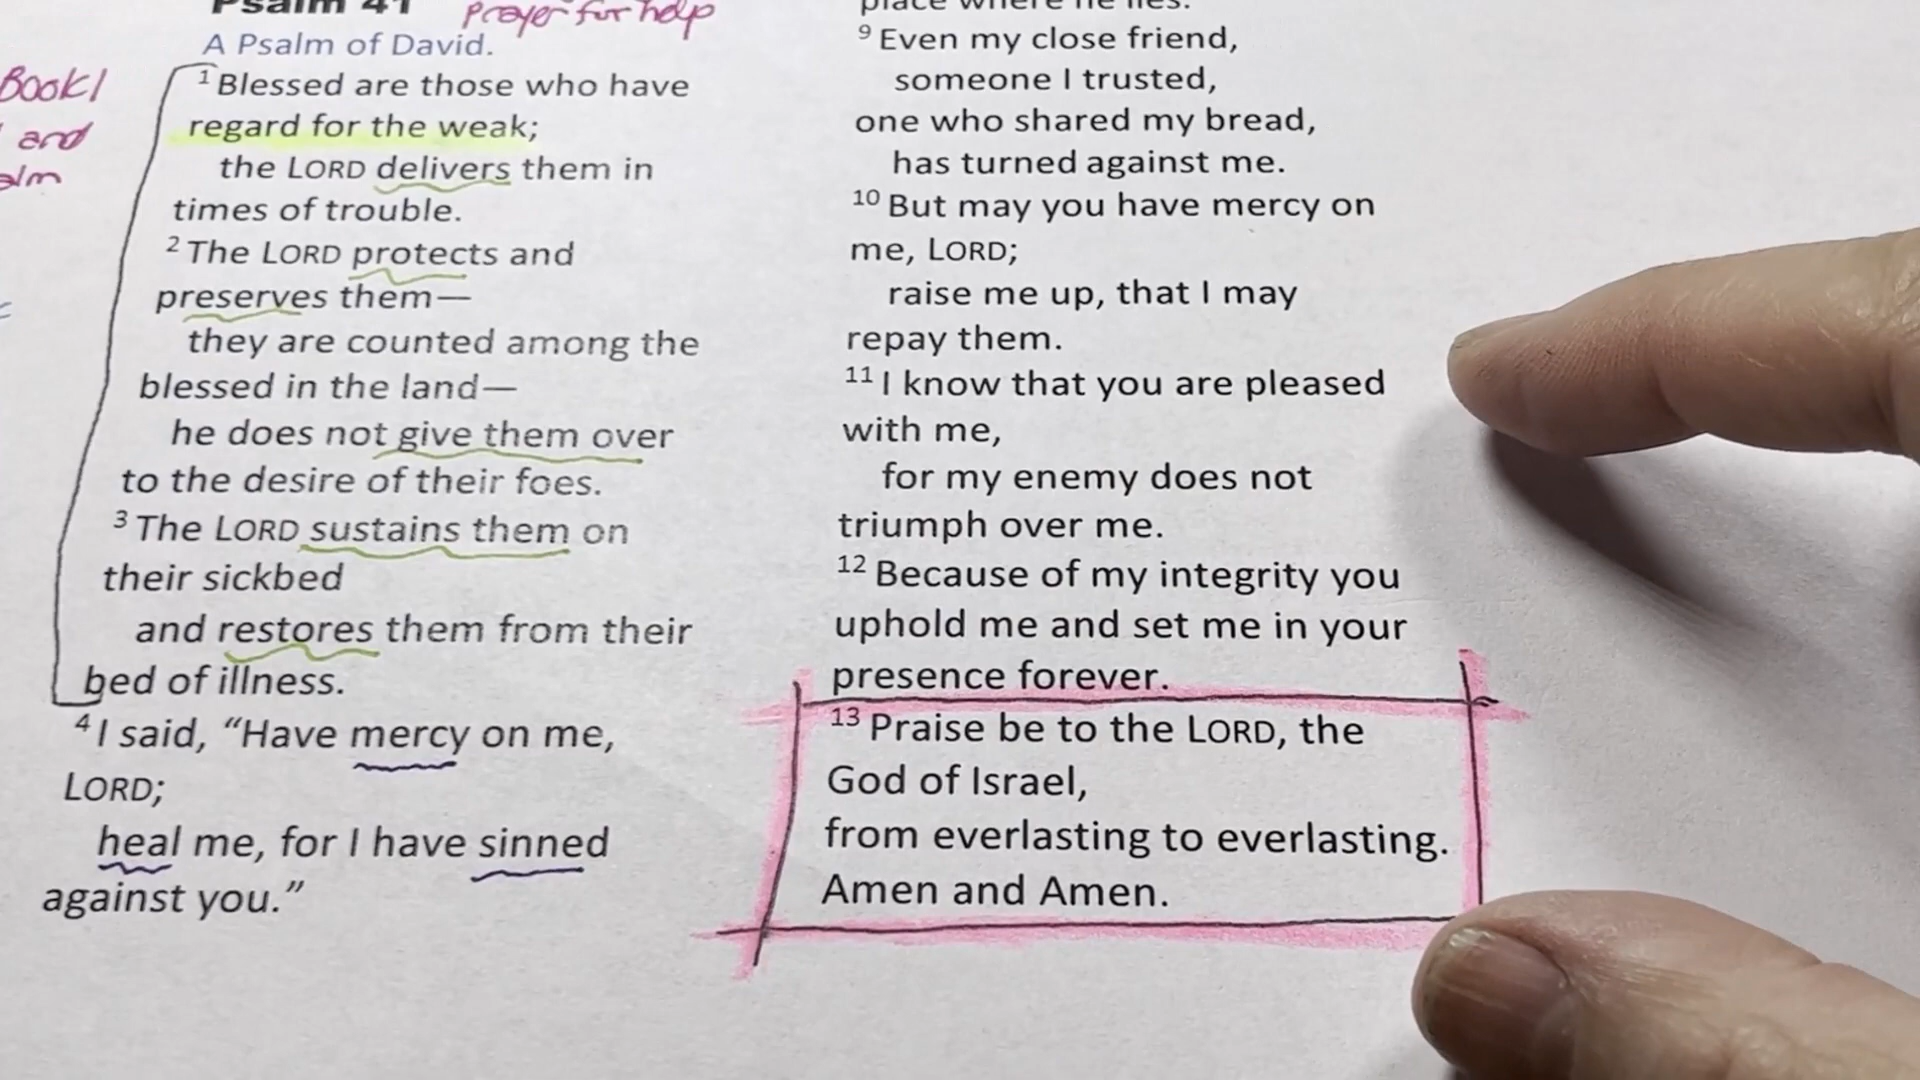 Psalm 41 Prayer for help
A Psalm of David.
Book 1
and
alm
1 Blessed are those who have
regard for the weak;
the LORD delivers them in
times of trouble.
2 The LORD protects and
preserves them—
they are counted among the
blessed in the land—
he does not give them over
to the desire of their foes.
3 The LORD sustains them on
their sickbed
and restores them from their
bed of illness.
4 I said, “Have mercy on me,
LORD;
heal me, for I have sinned
against you.”
place where he lies.
9 Even my close friend,
someone I trusted,
one who shared my bread,
has turned against me.
10 But may you have mercy on
me, LORD;
raise me up, that I may
repay them.
11 I know that you are pleased
with me,
for my enemy does not
triumph over me.
12 Because of my integrity you
uphold me and set me in your
presence forever.
13 Praise be to the LORD, the
God of Israel,
from everlasting to everlasting.
Amen and Amen.